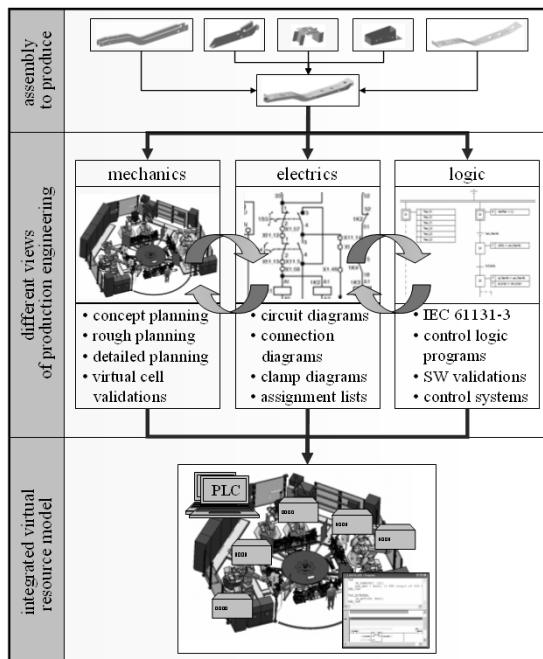 assembly
to produce
different views
of production engineering
mechanics
electrics
logic
• concept planning
• rough planning
• detailed planning
• virtual cell
validations
• circuit diagrams
• connection
diagrams
• clamp diagrams
• assignment lists
• IEC 61131-3
• control logic
programs
• SW validations
• control systems
integrated virtual
resource model
PLC